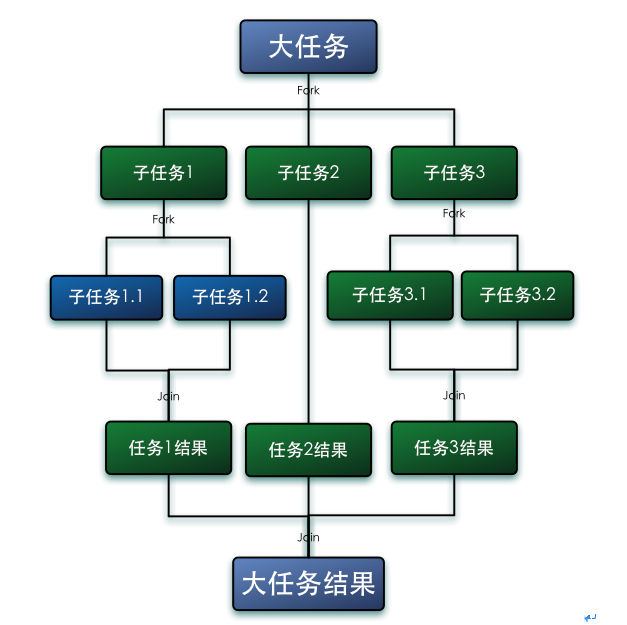 大任务
Fork
子任务1
子任务2
子任务3
Fork
Fork
子任务1.1
子任务1.2
子任务3.1
子任务3.2
Join
Join
任务1结果
任务2结果
任务3结果
Join
大任务结果